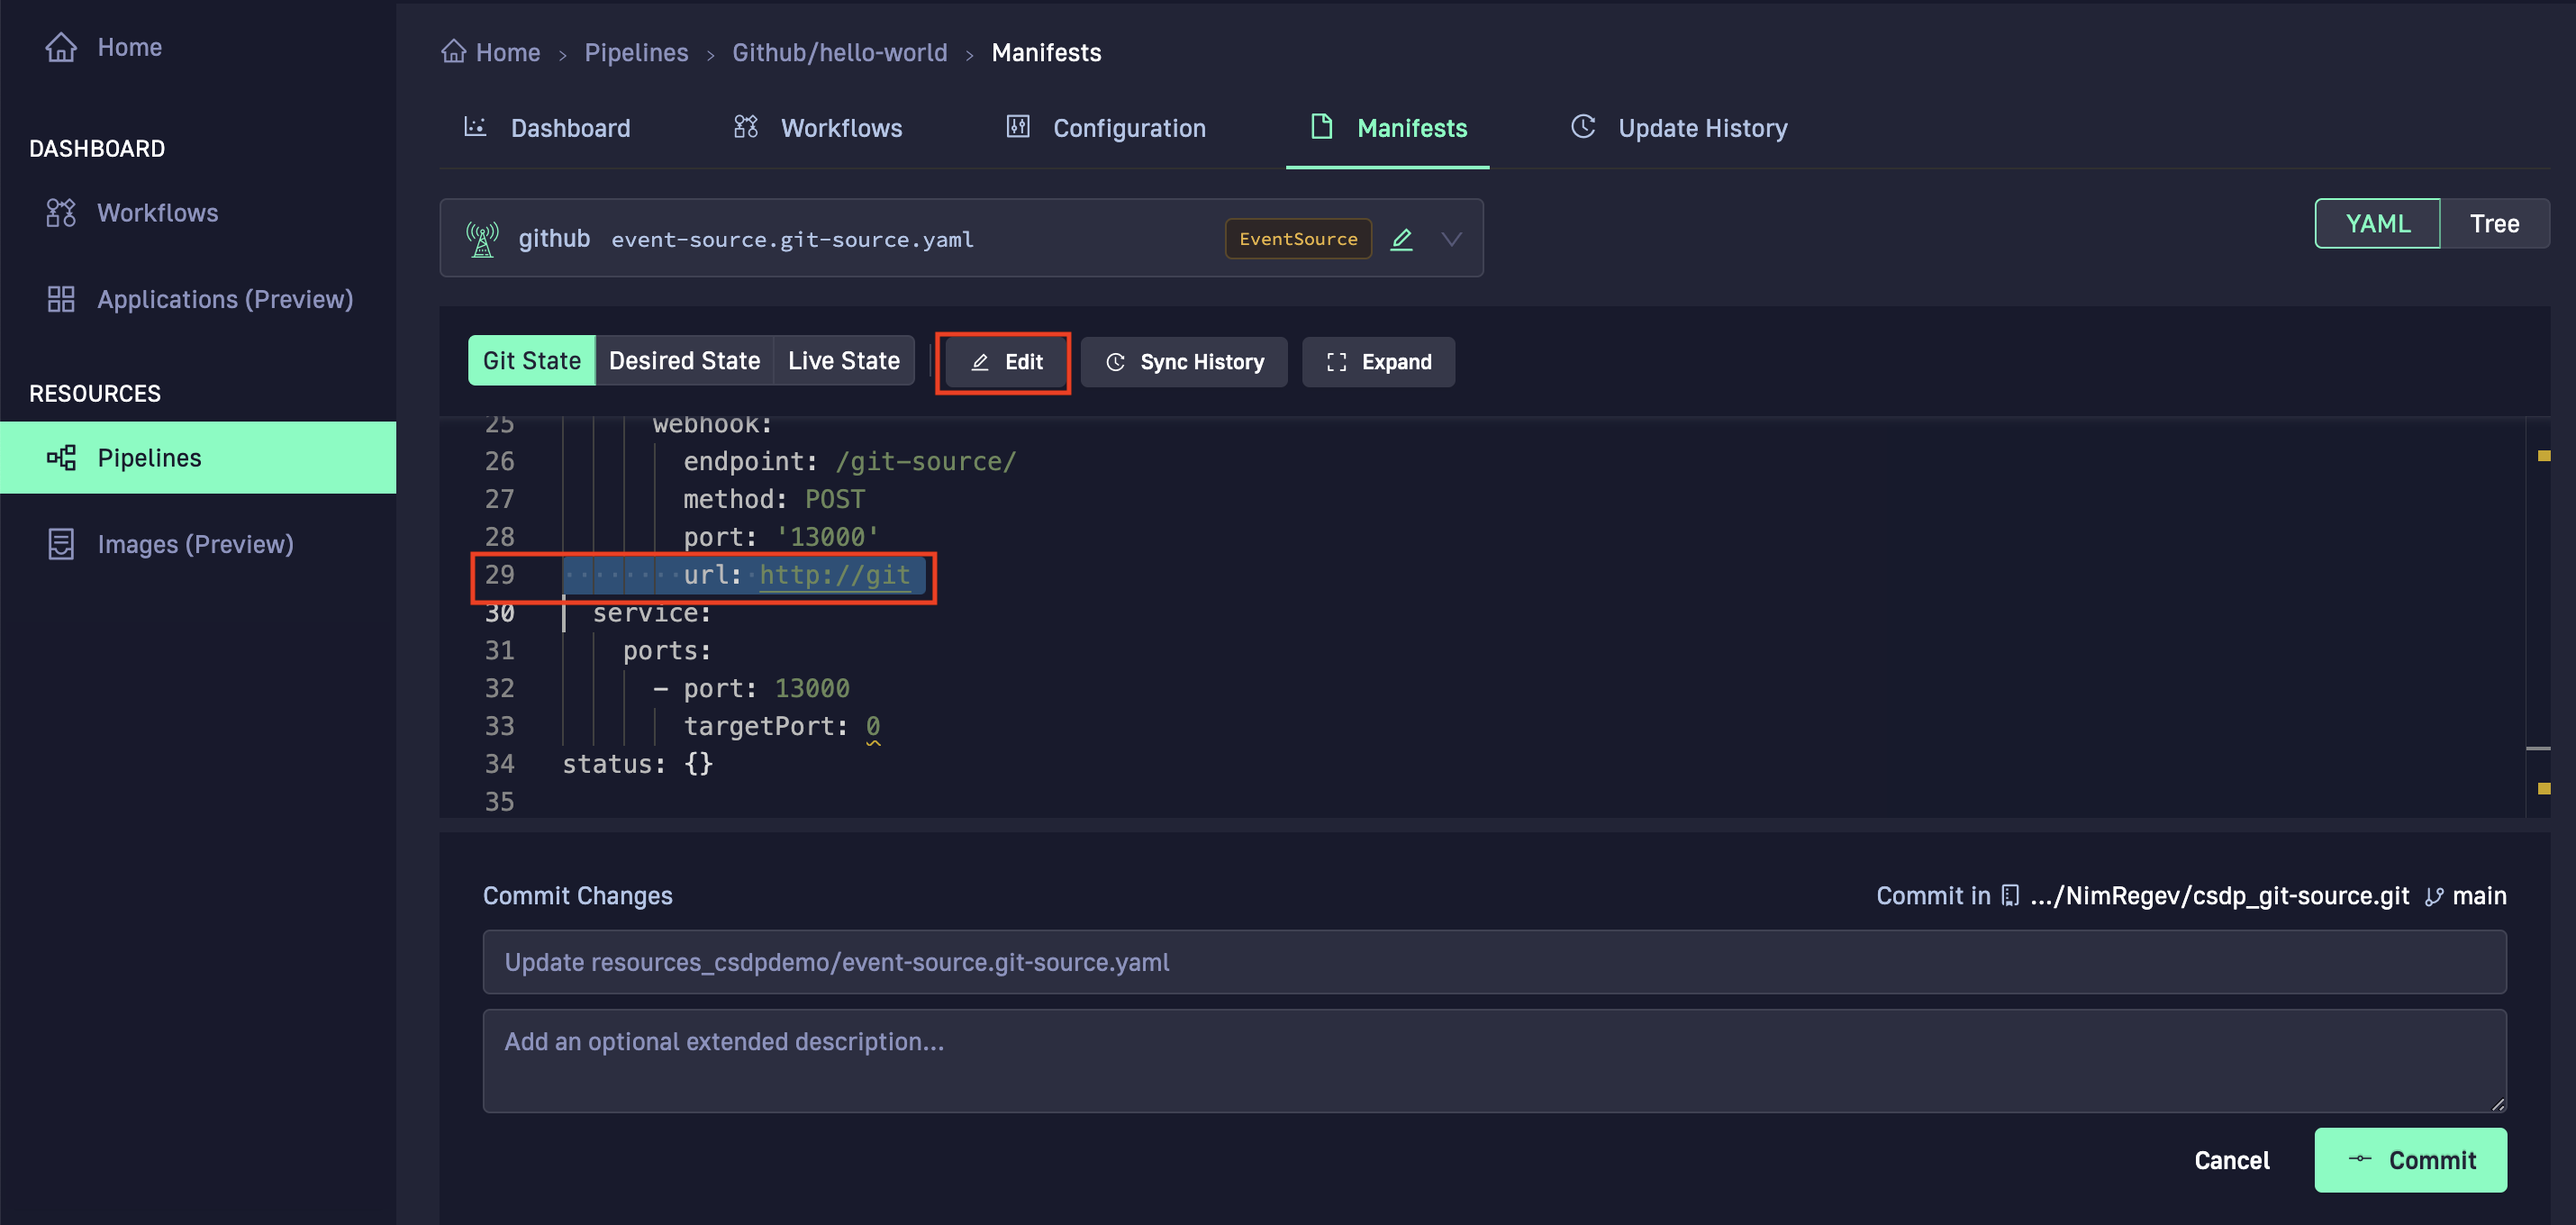 Home
DASHBOARD
Workflows
Applications (Preview)
RESOURCES
Pipelines
Images (Preview)
Home > Pipelines > Github/hello-world > Manifests
Dashboard Workflows Configuration Manifests Update History
github event-source.git-source.yaml EventSource
YAML Tree
Git State Desired State Live State Edit Sync History Expand
25 webhook:
26 endpoint: /git-source/
27 method: POST
28 port: '13000'
29 url: http://git
30 service:
31 ports:
32 - port: 13000
33 targetPort: 0
34 status: {}
35
Commit Changes
Commit in .../NimRegev/csdp_git-source.git main
Update resources_csdpdemo/event-source.git-source.yaml
Add an optional extended description...
Cancel Commit